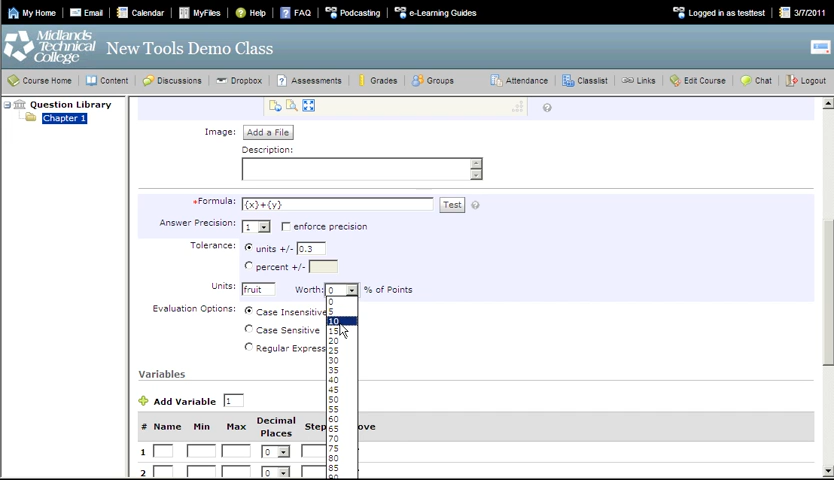 My Home Email Calendar MyFiles Help FAQ Podcasting e-Learning Guides Logged in as testtest 3/7/2011
Midlands
Technical
College
New Tools Demo Class
Course Home Content Discussions Dropbox Assessments Grades Groups Attendance Classlist Links Edit Course Chat Logout
Question Library
Chapter 1
Image: Add a File
Description:
*Formula: {x}+{y} Test
Answer Precision: 1 enforce precision
Tolerance: units +/- 0.3
percent +/-
Units: fruit Worth: 0 % of Points
Evaluation Options: Case Insensitive
Case Sensitive
Regular Express
0
5
10
15
20
25
30
35
40
45
50
55
60
65
70
75
80
85
90
Variables
Add Variable 1
# Name Min Max Decimal Places Step ove
1 0
2 0